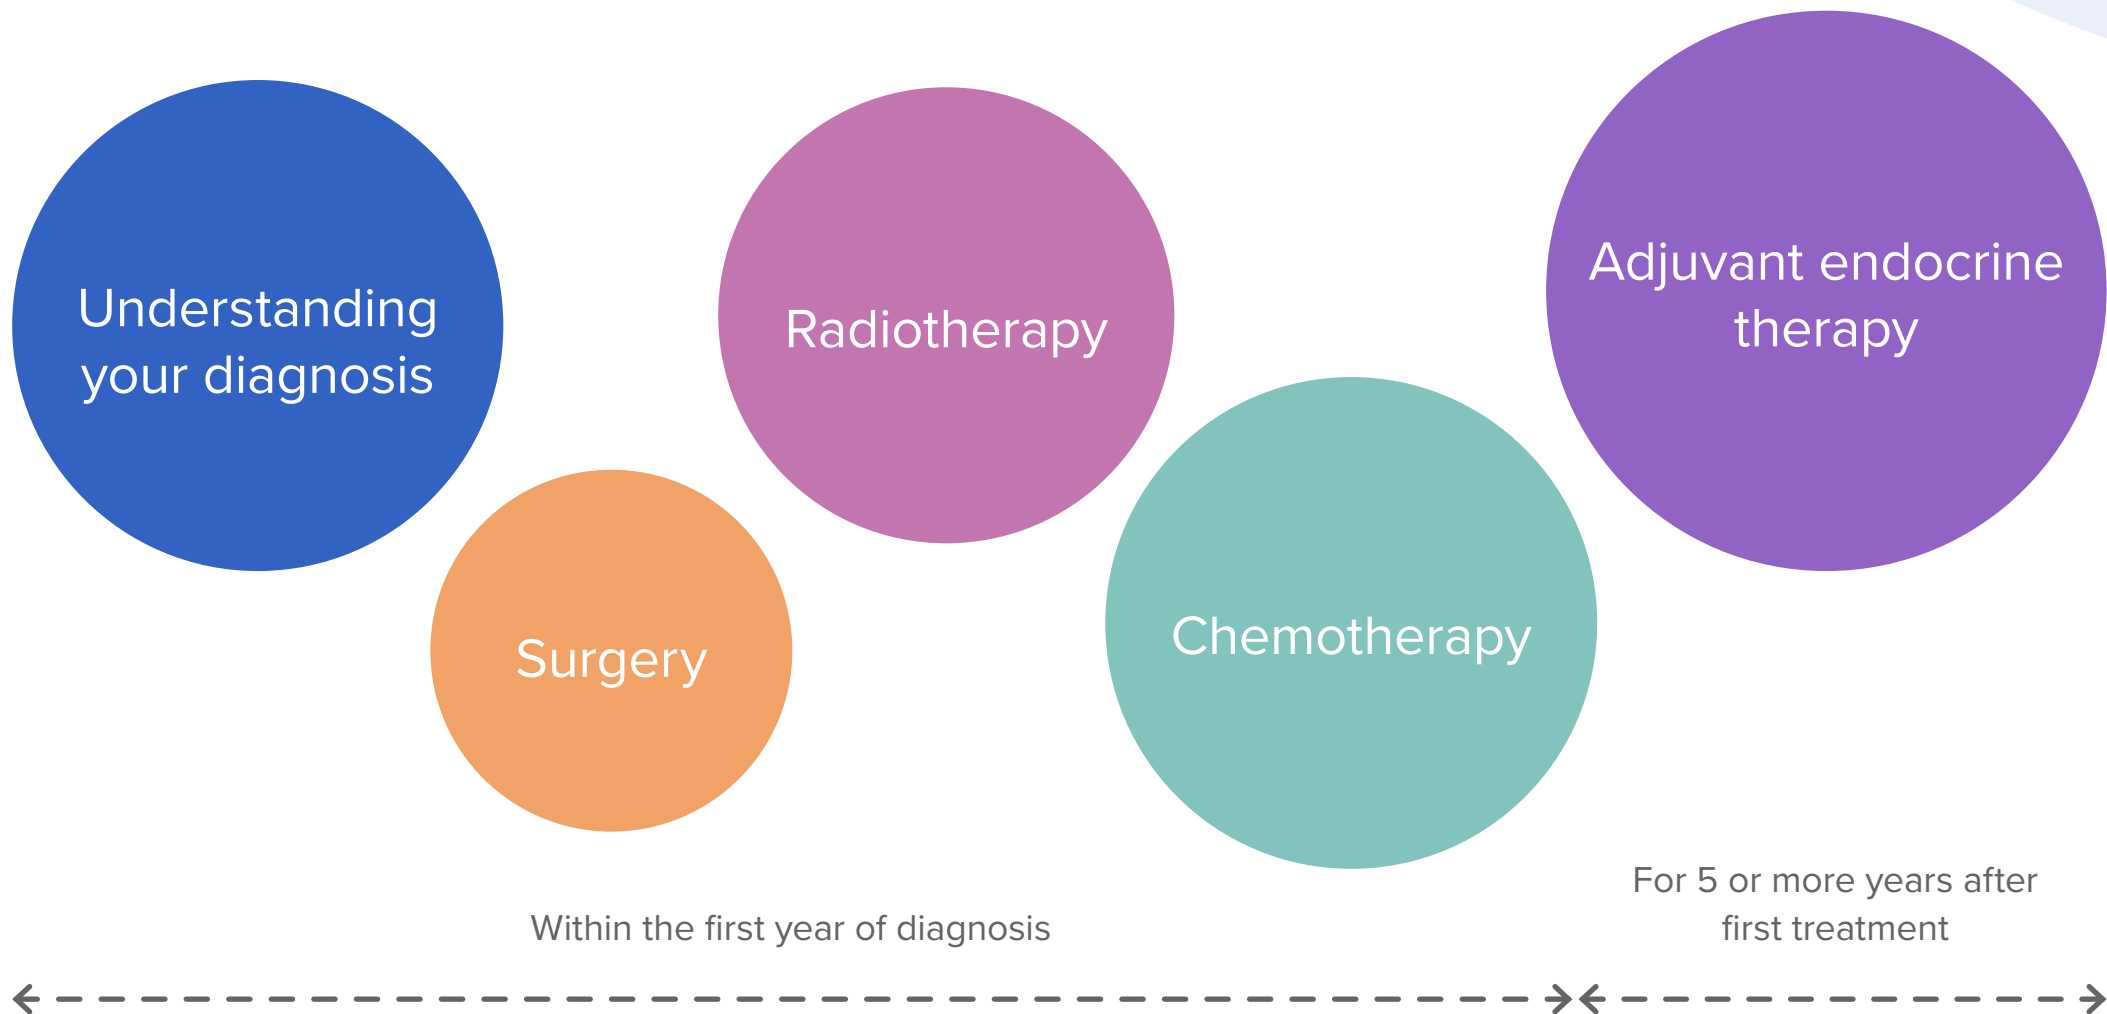 Understanding
your diagnosis
Surgery
Radiotherapy
Chemotherapy
Adjuvant endocrine
therapy
Within the first year of diagnosis
For 5 or more years after
first treatment